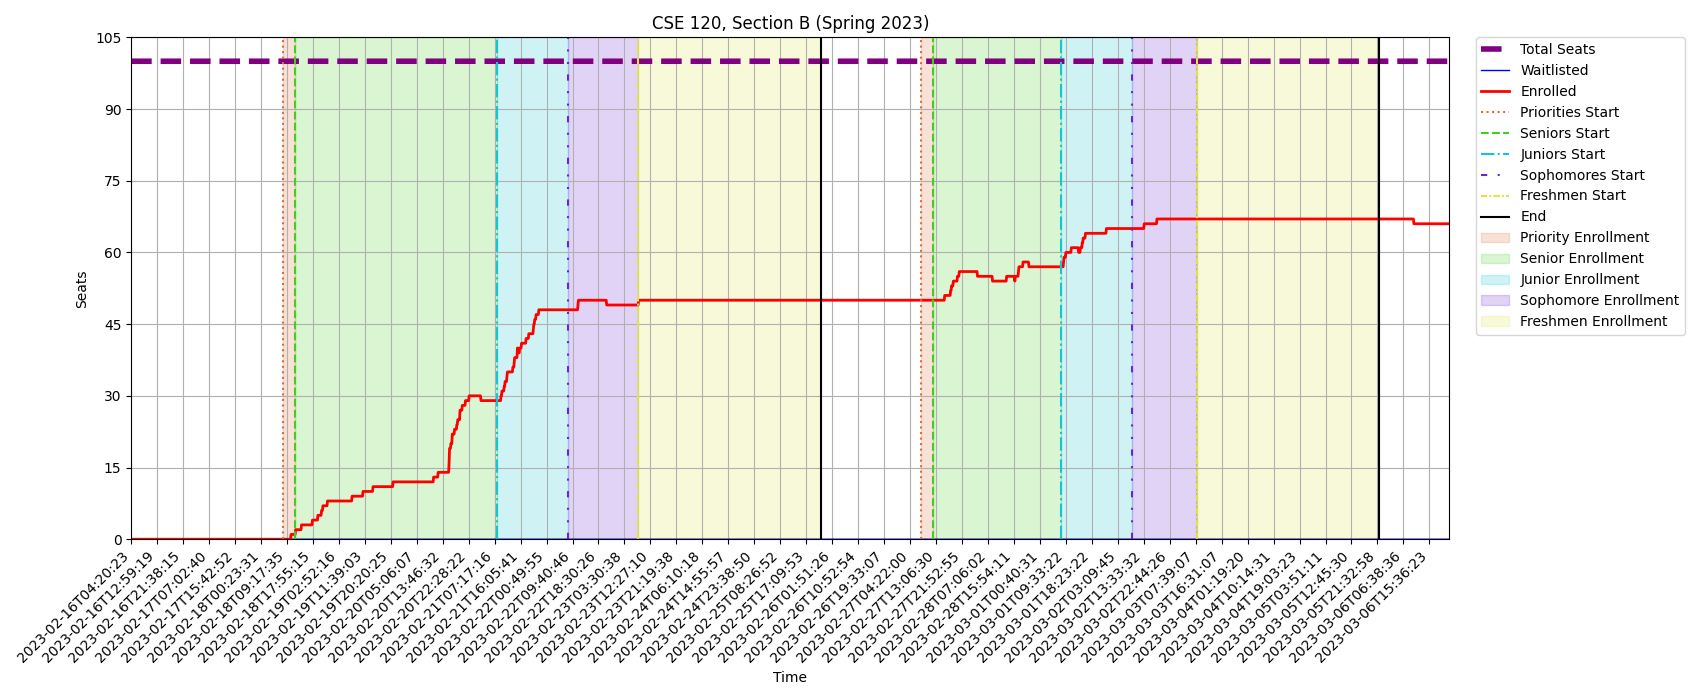 CSE 120, Section B (Spring 2023)
105
90
75
60
45
30
15
0
Seats
2023-02-16T04:20:23
2023-02-16T12:59:19
2023-02-16T21:38:15
2023-02-17T07:02:40
2023-02-17T15:42:52
2023-02-18T00:23:31
2023-02-18T09:17:35
2023-02-18T17:55:15
2023-02-19T02:52:16
2023-02-19T11:39:03
2023-02-19T20:20:25
2023-02-20T05:06:07
2023-02-20T13:46:32
2023-02-20T22:28:22
2023-02-21T07:17:16
2023-02-21T16:05:41
2023-02-22T00:49:55
2023-02-22T09:40:46
2023-02-22T18:30:26
2023-02-23T03:30:38
2023-02-23T12:27:10
2023-02-23T21:19:38
2023-02-24T06:10:18
2023-02-24T14:55:57
2023-02-24T23:38:50
2023-02-25T08:26:52
2023-02-25T17:09:53
2023-02-26T01:51:26
2023-02-26T10:52:54
2023-02-26T19:33:07
2023-02-27T04:22:00
2023-02-27T13:06:30
2023-02-27T21:52:55
2023-02-28T07:06:02
2023-02-28T15:54:11
2023-03-01T00:40:31
2023-03-01T09:33:22
2023-03-01T18:23:22
2023-03-02T03:09:45
2023-03-02T13:33:32
2023-03-02T22:44:26
2023-03-03T07:39:07
2023-03-03T16:31:07
2023-03-04T01:19:20
2023-03-04T10:14:31
2023-03-04T19:03:23
2023-03-05T03:51:11
2023-03-05T12:45:30
2023-03-05T21:32:58
2023-03-06T06:38:36
2023-03-06T15:36:23
Time
Total Seats
Waitlisted
Enrolled
Priorities Start
Seniors Start
Juniors Start
Sophomores Start
Freshmen Start
End
Priority Enrollment
Senior Enrollment
Junior Enrollment
Sophomore Enrollment
Freshmen Enrollment